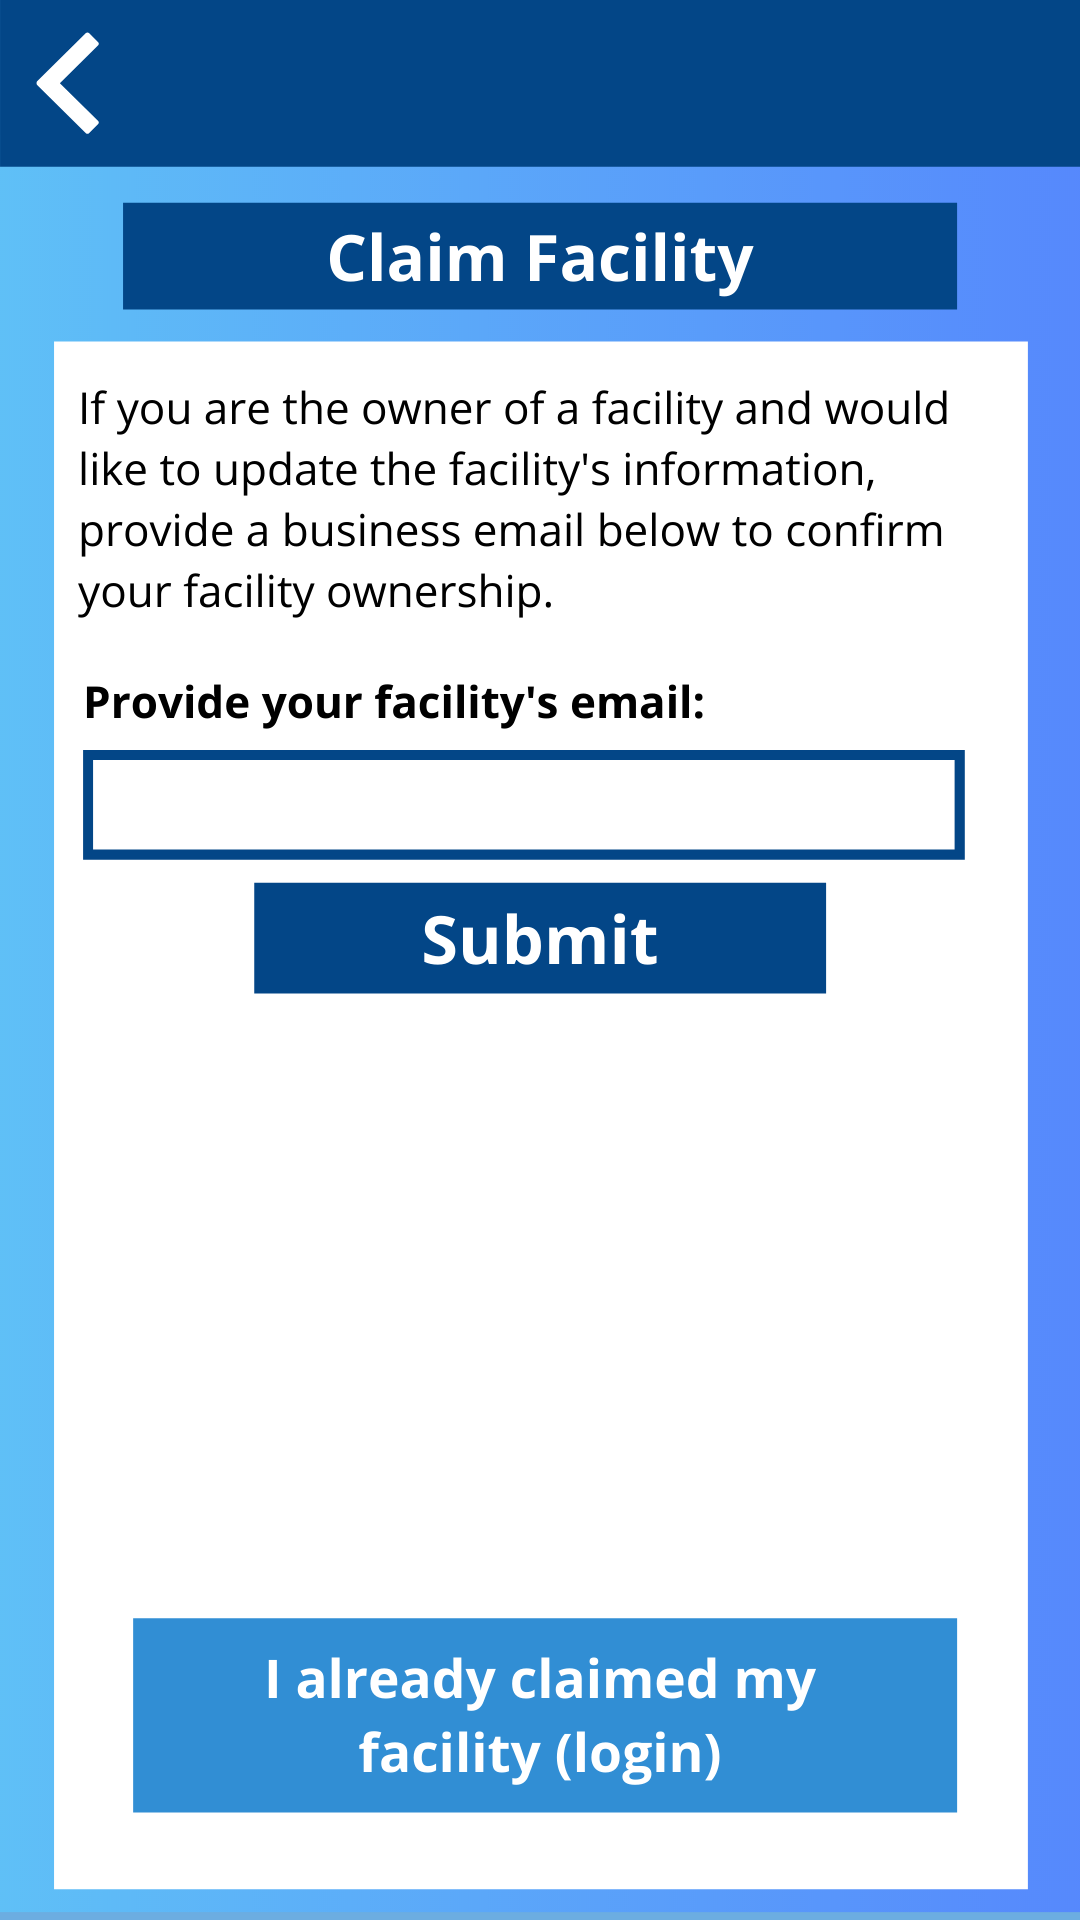 Claim Facility
If you are the owner of a facility and would
like to update the facility's information,
provide a business email below to confirm
your facility ownership.
Provide your facility's email:
Submit
I already claimed my
facility (login)